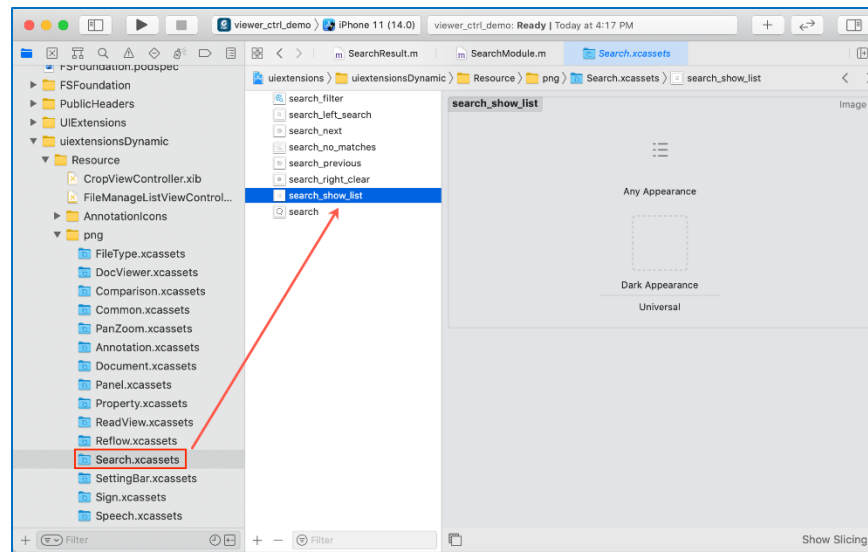 viewer_ctrl_demo iPhone 11 (14.0)
viewer_ctrl_demo: Ready | Today at 4:17 PM
SearchResult.m
SearchModule.m
Search.xcassets
uiextensions uiextensionsDynamic Resource png Search.xcassets search_show_list
FSFoundation.podspec
FSFoundation
PublicHeaders
UIExtensions
uiextensionsDynamic
Resource
CropViewController.xib
FileManageListViewControl...
AnnotationIcons
png
FileType.xcassets
DocViewer.xcassets
Comparison.xcassets
Common.xcassets
PanZoom.xcassets
Annotation.xcassets
Document.xcassets
Panel.xcassets
Property.xcassets
ReadView.xcassets
Reflow.xcassets
Search.xcassets
SettingBar.xcassets
Sign.xcassets
Speech.xcassets
Filter
search_filter
search_left_search
search_next
search_no_matches
search_previous
search_right_clear
search_show_list
search
Filter
search_show_list
Image
Any Appearance
Dark Appearance
Universal
Show Slicing